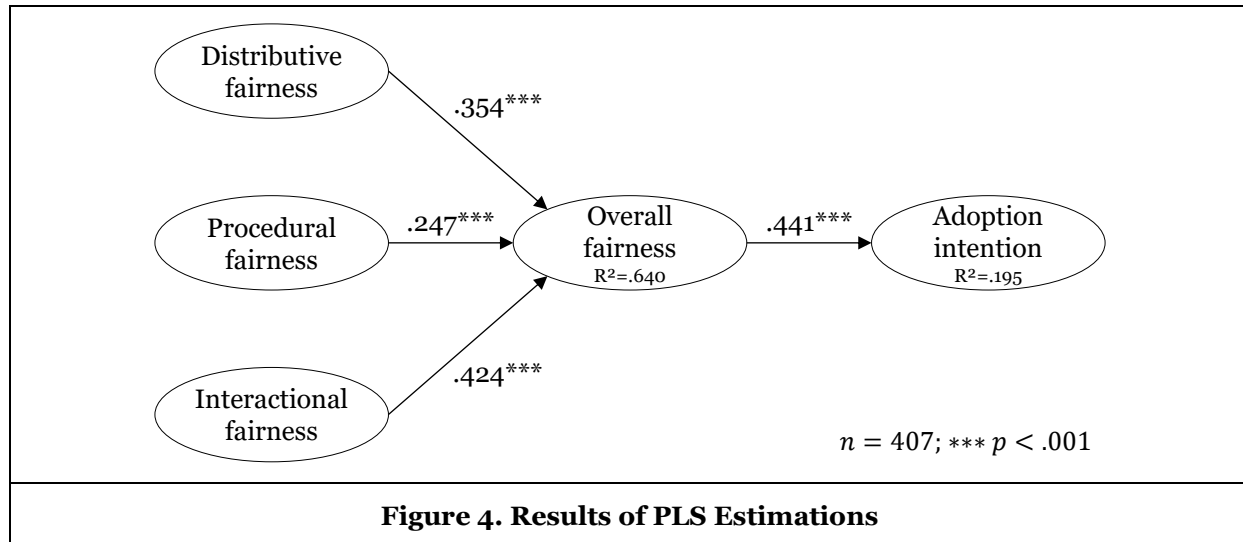 Distributive
fairness
.354***
Procedural
fairness
.247***
Overall
fairness
R²=.640
.441***
Adoption
intention
R²=.195
.424***
Interactional
fairness
n = 407; *** p < .001
Figure 4. Results of PLS Estimations